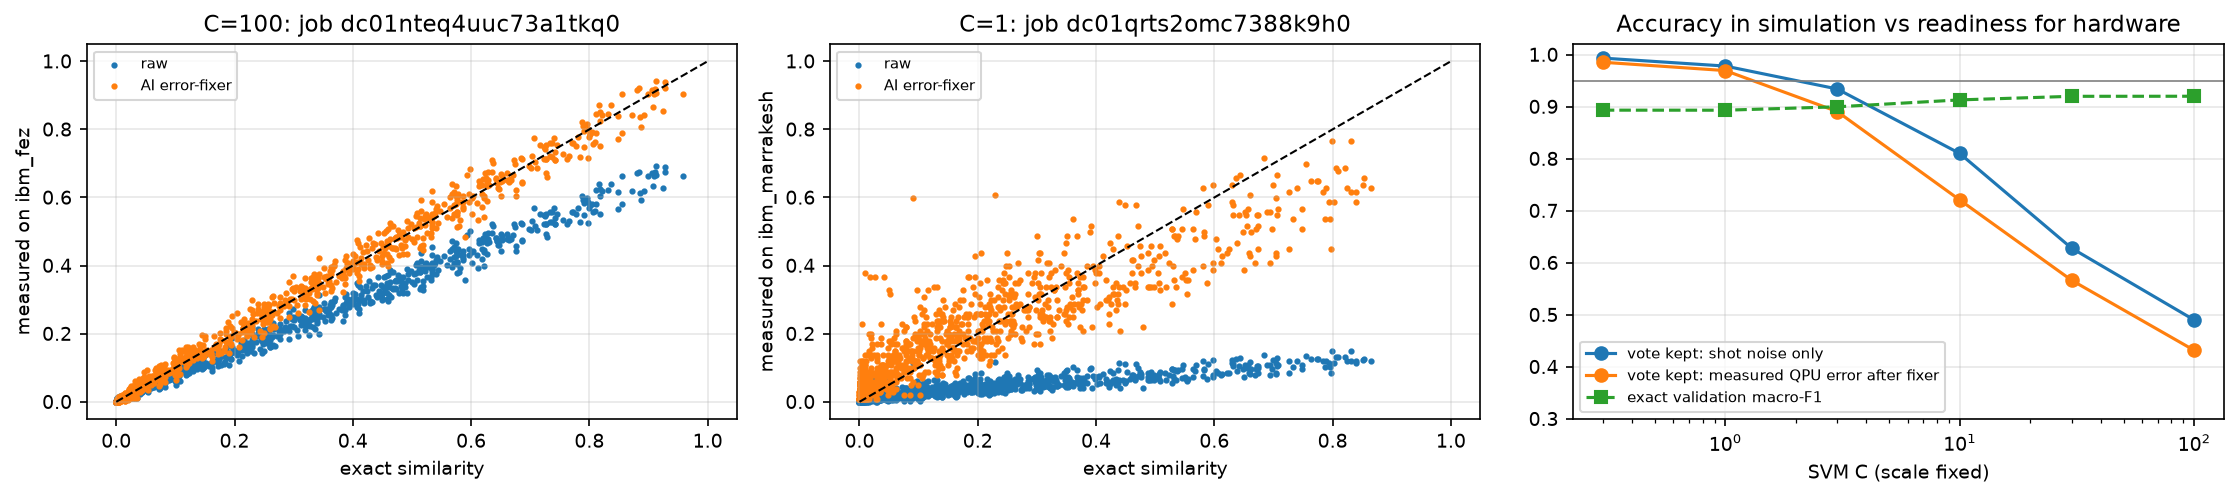 C=100: job dc01nteq4uuc73a1tkq0
raw
AI error-fixer
measured on ibm_fez
1.0
0.8
0.6
0.4
0.2
0.0
0.0 0.2 0.4 0.6 0.8 1.0
exact similarity
C=1: job dc01qrts2omc7388k9h0
raw
AI error-fixer
measured on ibm_marrakesh
1.0
0.8
0.6
0.4
0.2
0.0
0.0 0.2 0.4 0.6 0.8 1.0
exact similarity
Accuracy in simulation vs readiness for hardware
1.0
0.9
0.8
0.7
0.6
0.5
0.4
0.3
vote kept: shot noise only
vote kept: measured QPU error after fixer
exact validation macro-F1
10⁰ 10¹ 10²
SVM C (scale fixed)